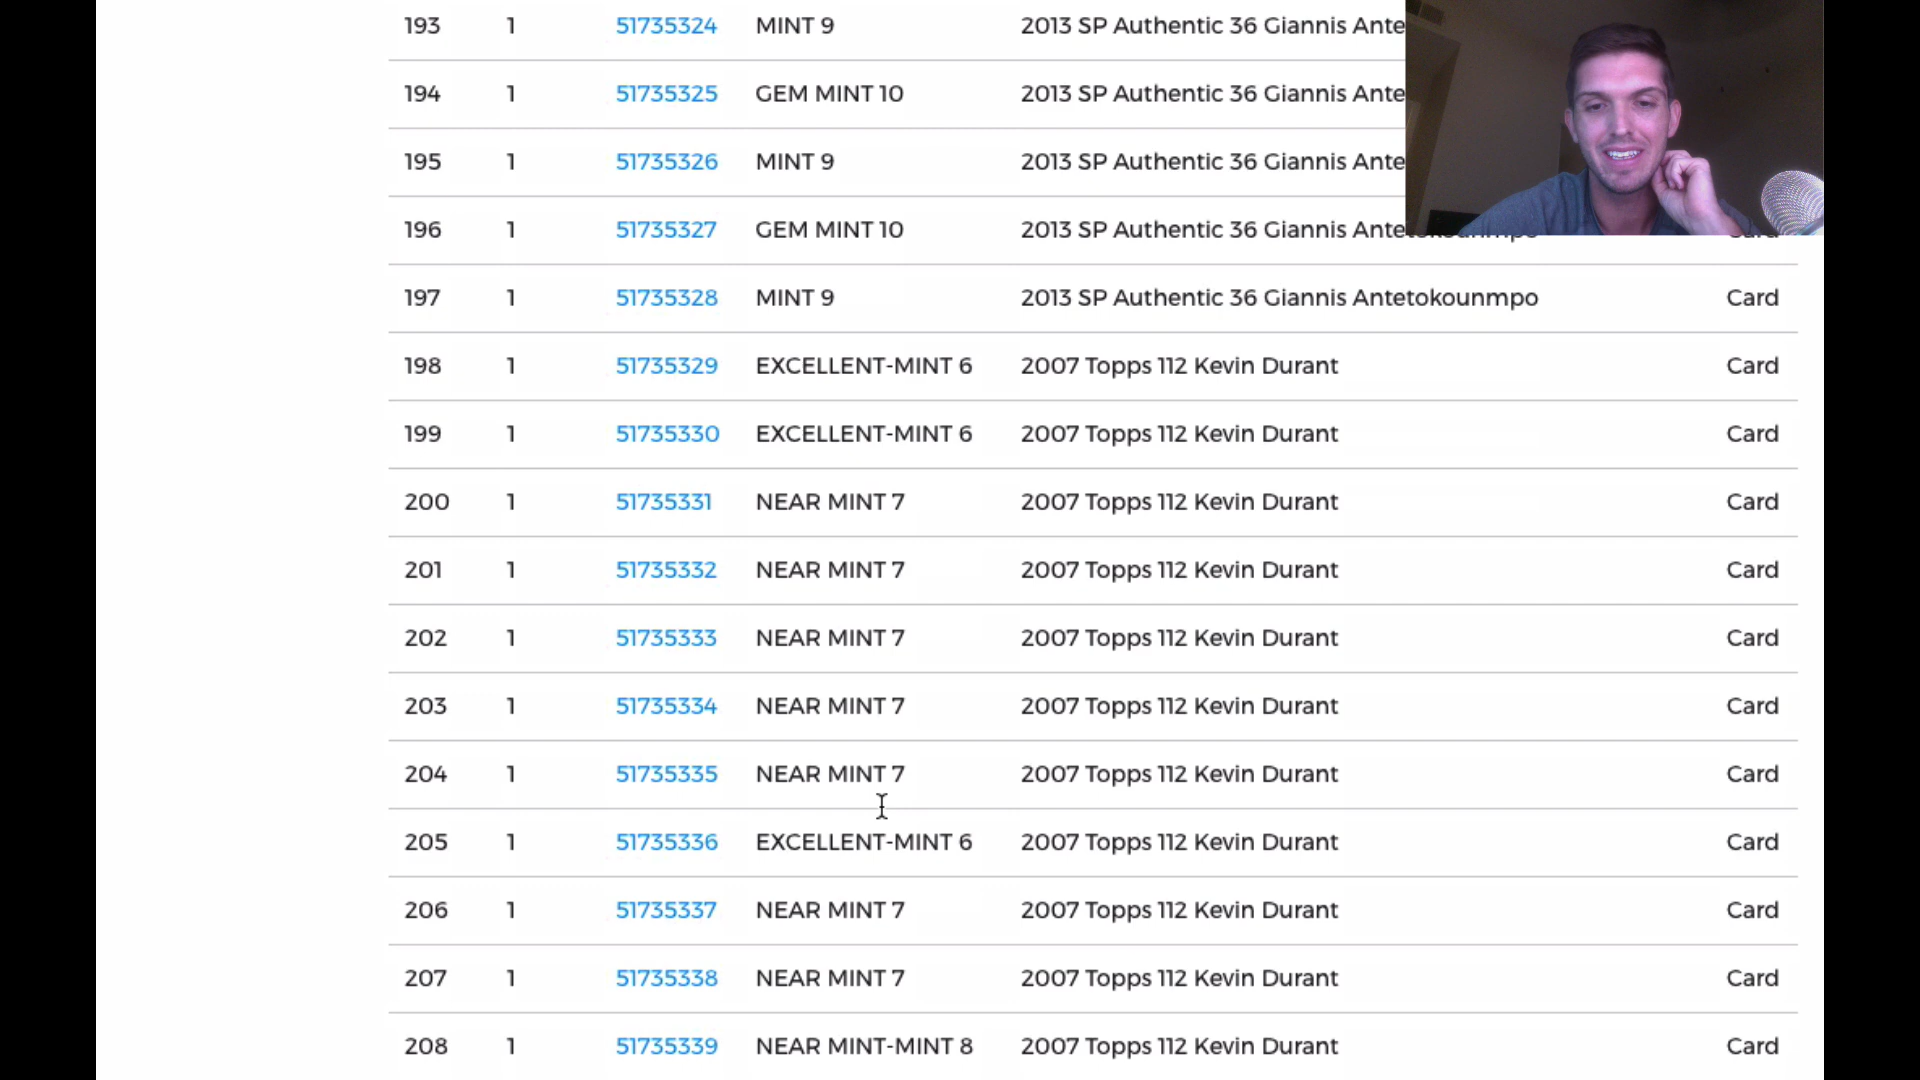 193 1 51735324 MINT 9 2013 SP Authentic 36 Giannis Ante
194 1 51735325 GEM MINT 10 2013 SP Authentic 36 Giannis Ante
195 1 51735326 MINT 9 2013 SP Authentic 36 Giannis Ante
196 1 51735327 GEM MINT 10 2013 SP Authentic 36 Giannis Antetokounmpo Card
197 1 51735328 MINT 9 2013 SP Authentic 36 Giannis Antetokounmpo Card
198 1 51735329 EXCELLENT-MINT 6 2007 Topps 112 Kevin Durant Card
199 1 51735330 EXCELLENT-MINT 6 2007 Topps 112 Kevin Durant Card
200 1 51735331 NEAR MINT 7 2007 Topps 112 Kevin Durant Card
201 1 51735332 NEAR MINT 7 2007 Topps 112 Kevin Durant Card
202 1 51735333 NEAR MINT 7 2007 Topps 112 Kevin Durant Card
203 1 51735334 NEAR MINT 7 2007 Topps 112 Kevin Durant Card
204 1 51735335 NEAR MINT 7 2007 Topps 112 Kevin Durant Card
205 1 51735336 EXCELLENT-MINT 6 2007 Topps 112 Kevin Durant Card
206 1 51735337 NEAR MINT 7 2007 Topps 112 Kevin Durant Card
207 1 51735338 NEAR MINT 7 2007 Topps 112 Kevin Durant Card
208 1 51735339 NEAR MINT-MINT 8 2007 Topps 112 Kevin Durant Card